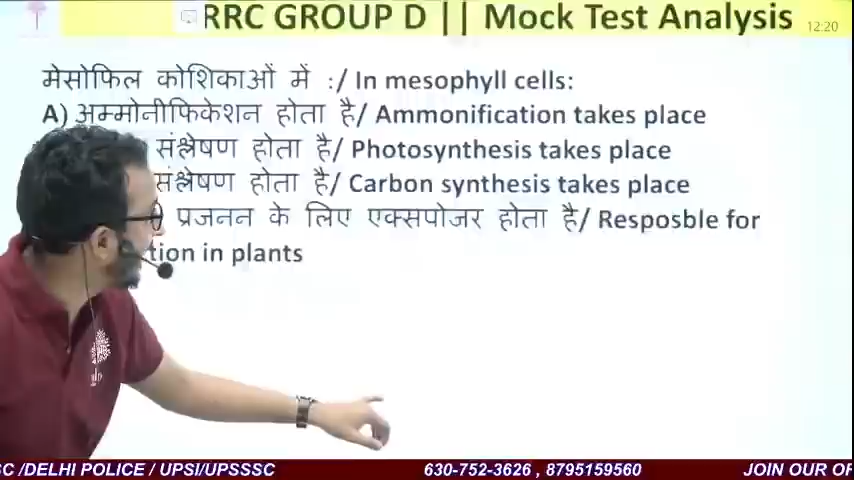 RRC GROUP D || Mock Test Analysis
12:20
मेसोफिल कोशिकाओं में :/ In mesophyll cells:
A) अम्मोनीफिकेशन होता है/ Ammonification takes place
संश्लेषण होता है/ Photosynthesis takes place
संश्लेषण होता है/ Carbon synthesis takes place
प्रजनन के लिए एक्सपोजर होता है/ Resposble for
tion in plants
SC /DELHI POLICE / UPSI/UPSSSC 630-752-3626 , 8795159560 JOIN OUR OF